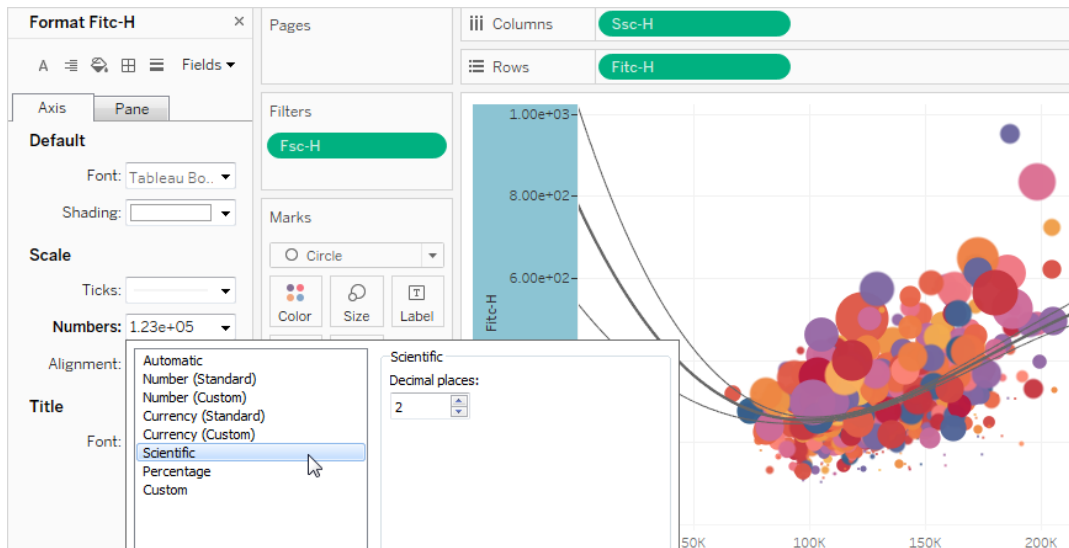 Format Fitc-H
×
A
Fields
Axis
Pane
Default
Font:
Tableau Bo..
Shading:
Scale
Ticks:
Numbers:
1.23e+05
Alignment:
Title
Font:
Automatic
Number (Standard)
Number (Custom)
Currency (Standard)
Currency (Custom)
Scientific
Percentage
Custom
Scientific
Decimal places:
2
Pages
Filters
Fsc-H
Marks
Circle
Color
Size
T
Label
Columns
Ssc-H
Rows
Fitc-H
1.00e+03
8.00e+02
6.00e+02
Fitc-H
50K
100K
150K
200K